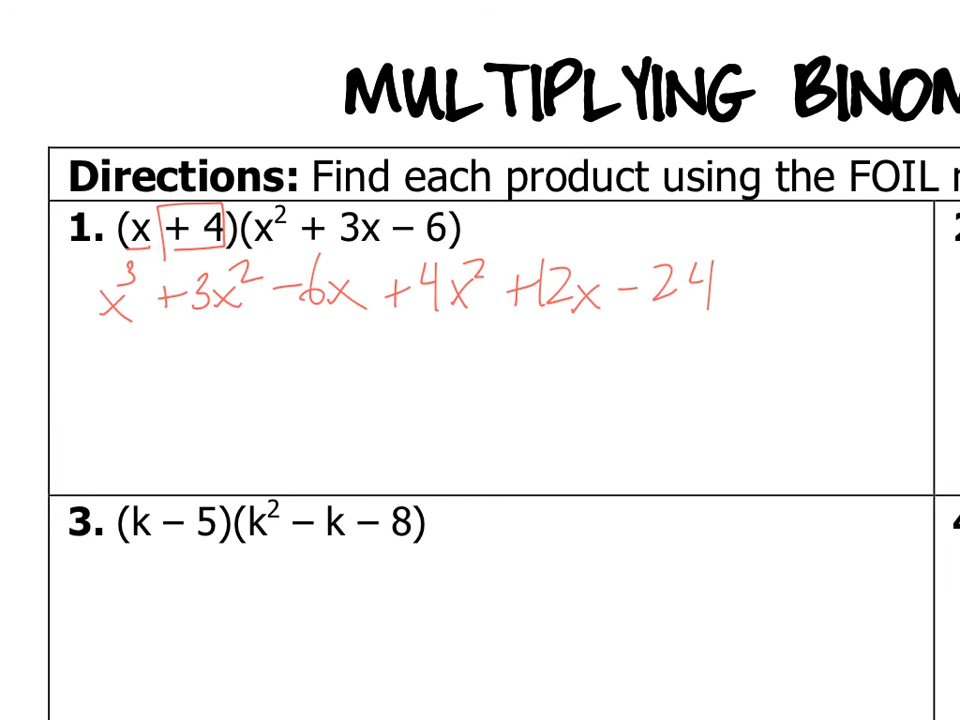 MULTIPLYING
Directions: Find each product using the FOIL
1. (x + 4)(x² + 3x – 6)
x³ +3x² -6x +4x² +12x - 24
3. (k – 5)(k² – k – 8)